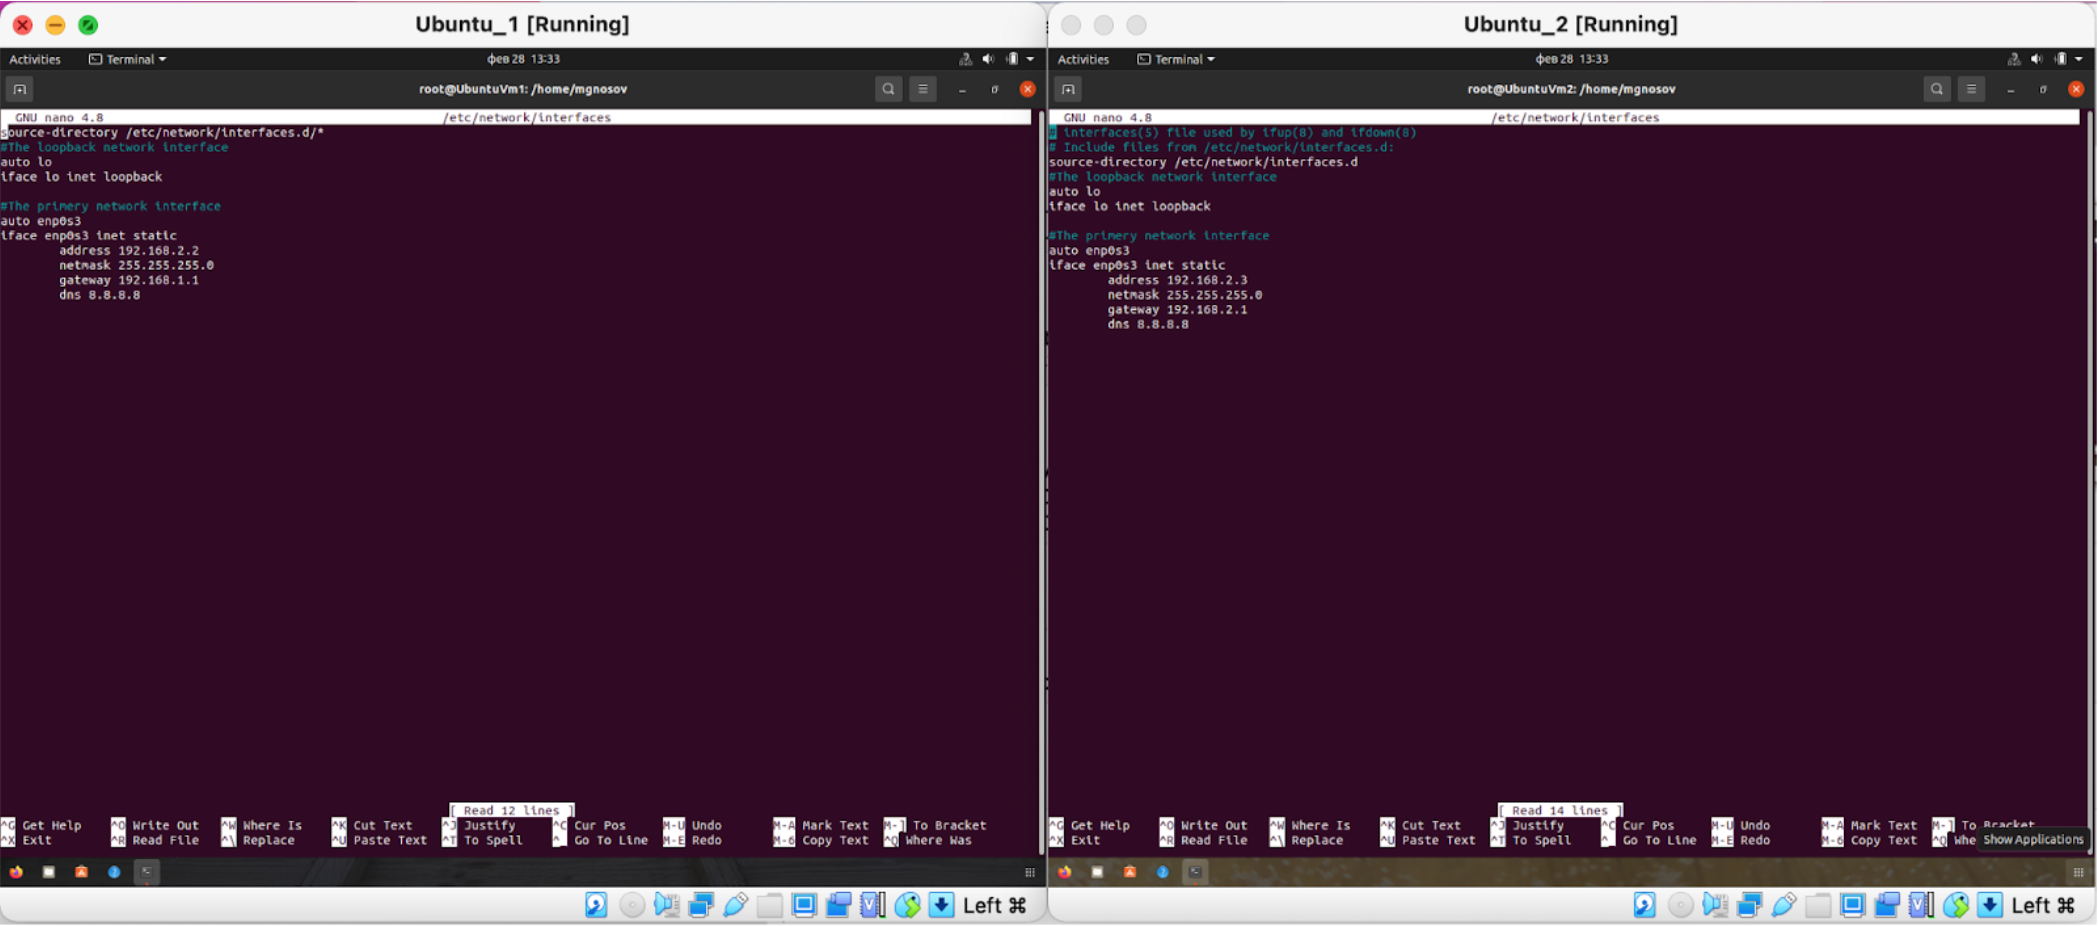 Ubuntu_1 [Running]
Activities Terminal фев 28 13:33
root@UbuntuVm1: /home/mgnosov
GNU nano 4.8 /etc/network/interfaces
source-directory /etc/network/interfaces.d/*
#The loopback network interface
auto lo
iface lo inet loopback
#The primery network interface
auto enp0s3
iface enp0s3 inet static
address 192.168.2.2
netmask 255.255.255.0
gateway 192.168.1.1
dns 8.8.8.8
[ Read 12 lines ]
^G Get Help ^O Write Out ^W Where Is ^K Cut Text ^J Justify ^C Cur Pos M-U Undo M-A Mark Text M-] To Bracket
^X Exit ^R Read File ^\ Replace ^U Paste Text ^T To Spell ^_ Go To Line M-E Redo M-6 Copy Text ^Q Where Was
Left ⌘
Ubuntu_2 [Running]
Activities Terminal фев 28 13:33
root@UbuntuVm2: /home/mgnosov
GNU nano 4.8 /etc/network/interfaces
# interfaces(5) file used by ifup(8) and ifdown(8)
# Include files from /etc/network/interfaces.d:
source-directory /etc/network/interfaces.d
#The loopback network interface
auto lo
iface lo inet loopback
#The primery network interface
auto enp0s3
iface enp0s3 inet static
address 192.168.2.3
netmask 255.255.255.0
gateway 192.168.2.1
dns 8.8.8.8
[ Read 14 lines ]
^G Get Help ^O Write Out ^W Where Is ^K Cut Text ^J Justify ^C Cur Pos M-U Undo M-A Mark Text M-] To Bracket
^X Exit ^R Read File ^\ Replace ^U Paste Text ^T To Spell ^_ Go To Line M-E Redo M-6 Copy Text ^Q Whe
Show Applications
Left ⌘